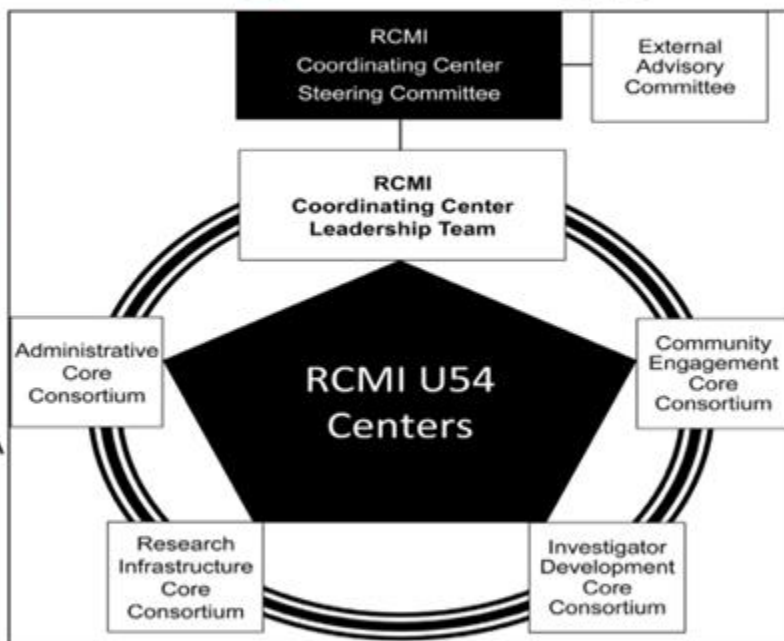 RCMI
Coordinating Center
Steering Committee
External
Advisory
Committee
RCMI
Coordinating Center
Leadership Team
Administrative
Core
Consortium
RCMI U54
Centers
Community
Engagement
Core
Consortium
Research
Infrastructure
Core
Consortium
Investigator
Development
Core
Consortium